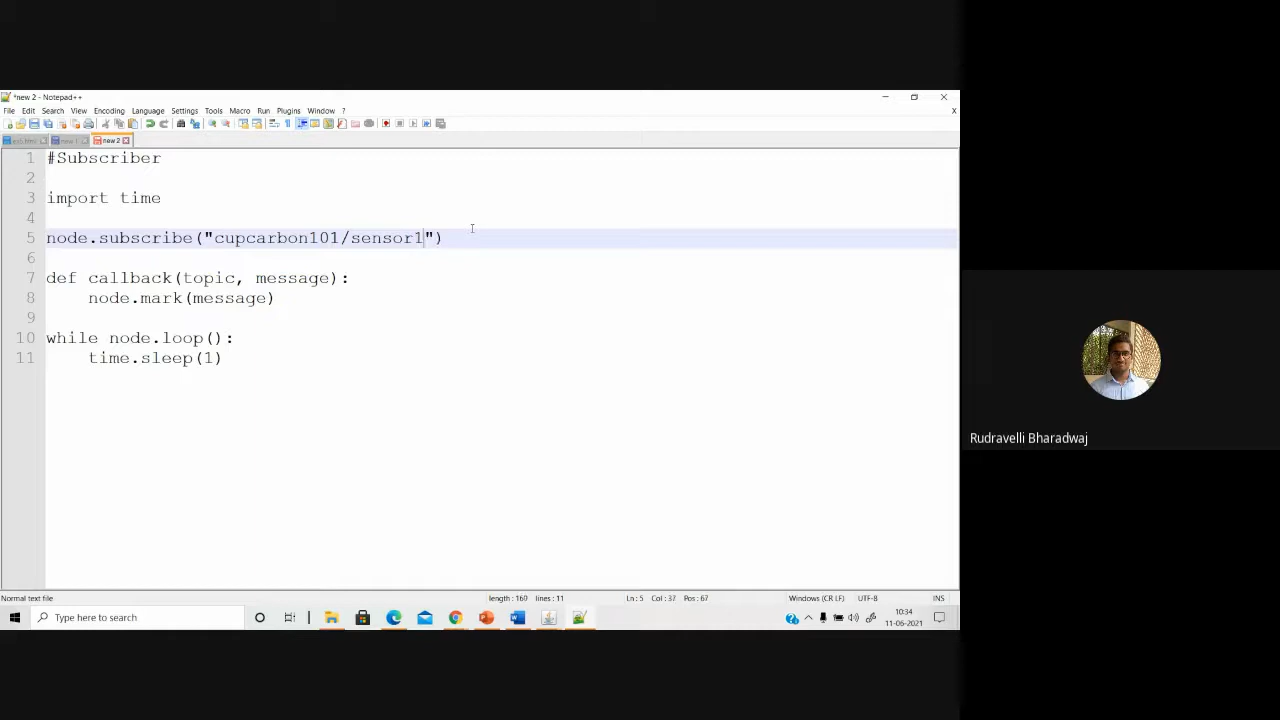 *new 2 - Notepad++
File Edit Search View Encoding Language Settings Tools Macro Run Plugins Window ?
X
new 1 new 2
1 #Subscriber
2
3 import time
4
5 node.subscribe("cupcarbon101/sensor1")
6
7 def callback(topic, message):
8 node.mark(message)
9
10 while node.loop():
11 time.sleep(1)
Rudravelli Bharadwaj
Normal text file length : 169 lines : 11 Ln : 5 Col : 37 Pos : 67 Windows (CR LF) UTF-8 INS
Type here to search
10:34
11-06-2021